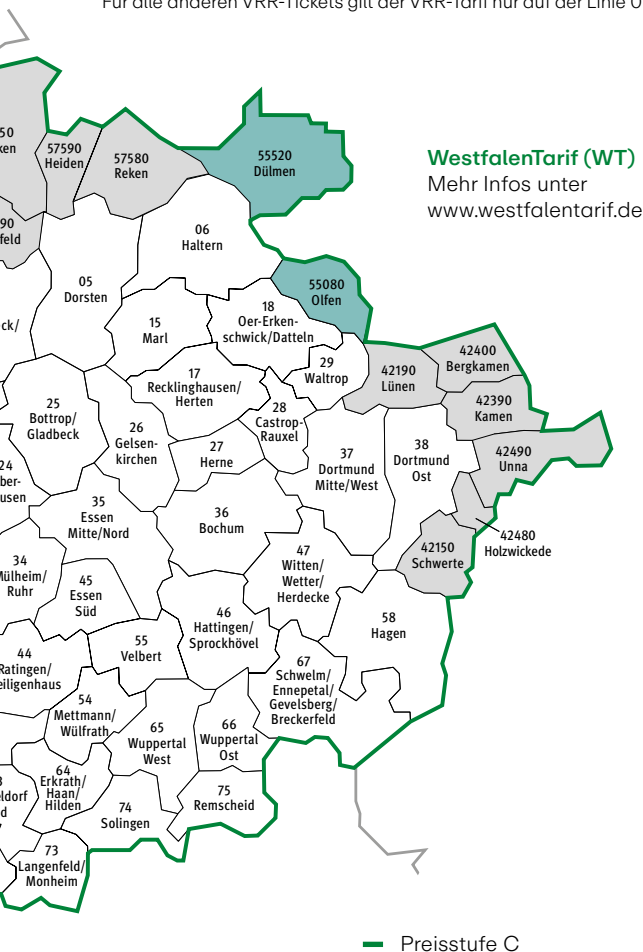 Für alle anderen VRR-Tickets gilt der VRR-Tarif nur auf der Linie
WestfalenTarif (WT)
Mehr Infos unter
www.westfalentarif.de
57590
Heiden
57580
Reken
55520
Dülmen
06
Haltern
05
Dorsten
55080
Olfen
15
Marl
18
Oer-Erken-
schwick/Datteln
29
Waltrop
42190
Lünen
42400
Bergkamen
42390
Kamen
42490
Unna
42480
Holzwickede
42150
Schwerte
17
Recklinghausen/
Herten
28
Castrop-
Rauxel
25
Bottrop/
Gladbeck
26
Gelsen-
kirchen
27
Herne
37
Dortmund
Mitte/West
38
Dortmund
Ost
35
Essen
Mitte/Nord
36
Bochum
47
Witten/
Wetter/
Herdecke
34
Mülheim/
Ruhr
45
Essen
Süd
46
Hattingen/
Sprockhövel
58
Hagen
44
Ratingen/
eiligenhaus
55
Velbert
67
Schwelm/
Ennepetal/
Gevelsberg/
Breckerfeld
54
Mettmann/
Wülfrath
65
Wuppertal
West
66
Wuppertal
Ost
64
Erkrath/
Haan/
Hilden
74
Solingen
75
Remscheid
73
Langenfeld/
Monheim
Preisstufe C